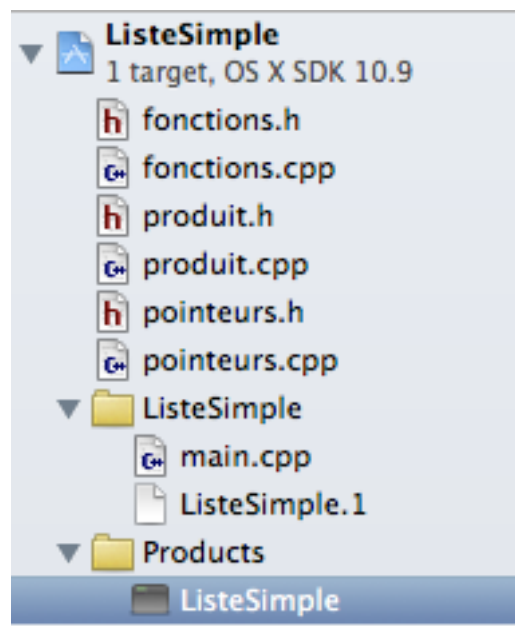 ListeSimple
1 target, OS X SDK 10.9
fonctions.h
fonctions.cpp
produit.h
produit.cpp
pointeurs.h
pointeurs.cpp
ListeSimple
main.cpp
ListeSimple.1
Products
ListeSimple